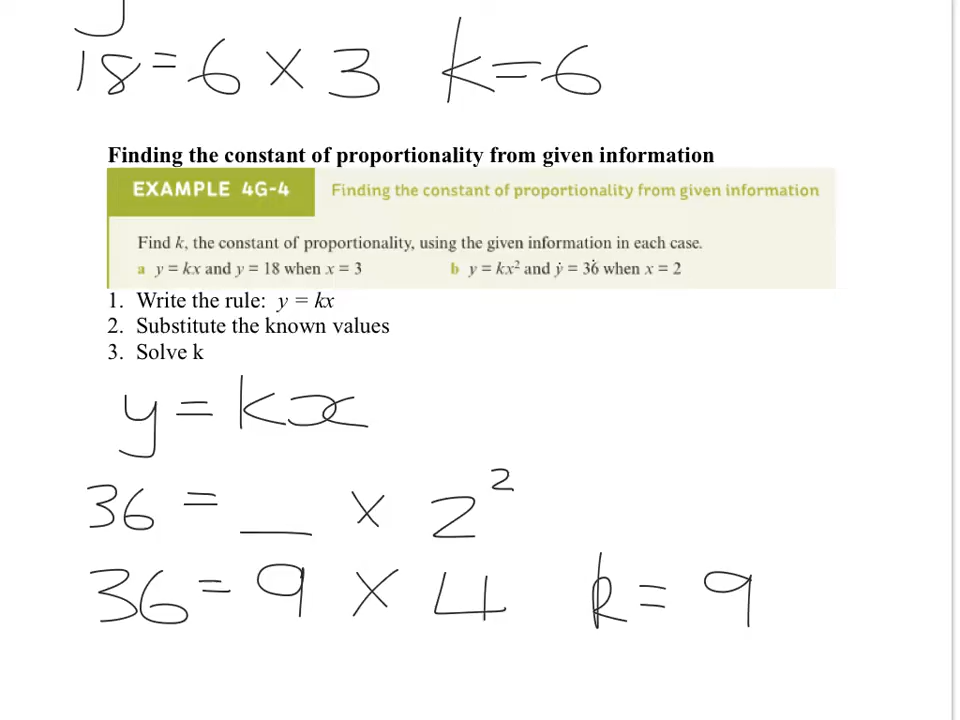 18 = 6 × 3 k = 6
Finding the constant of proportionality from given information
EXAMPLE 4G-4 Finding the constant of proportionality from given information
Find k, the constant of proportionality, using the given information in each case.
a y = kx and y = 18 when x = 3 b y = kx² and y = 36 when x = 2
1. Write the rule: y = kx
2. Substitute the known values
3. Solve k
y = kx
36 = __ × 2²
36 = 9 × 4 k = 9